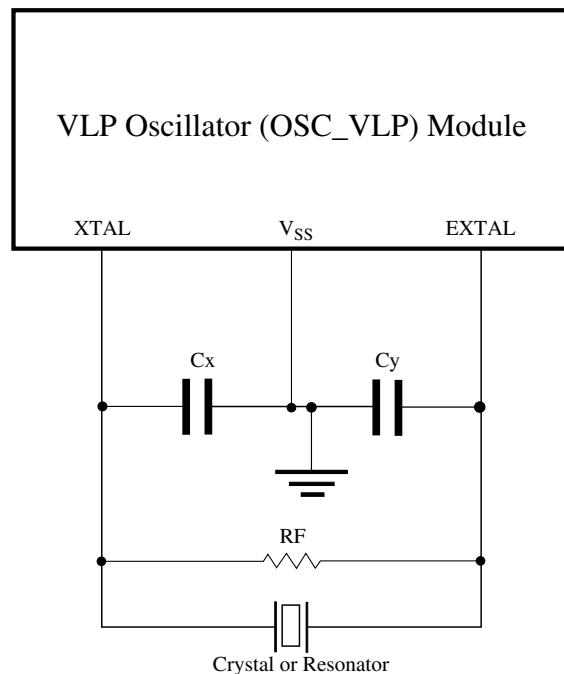 VLP Oscillator (OSC_VLP) Module
XTAL VSS EXTAL
Cx Cy
RF
Crystal or Resonator